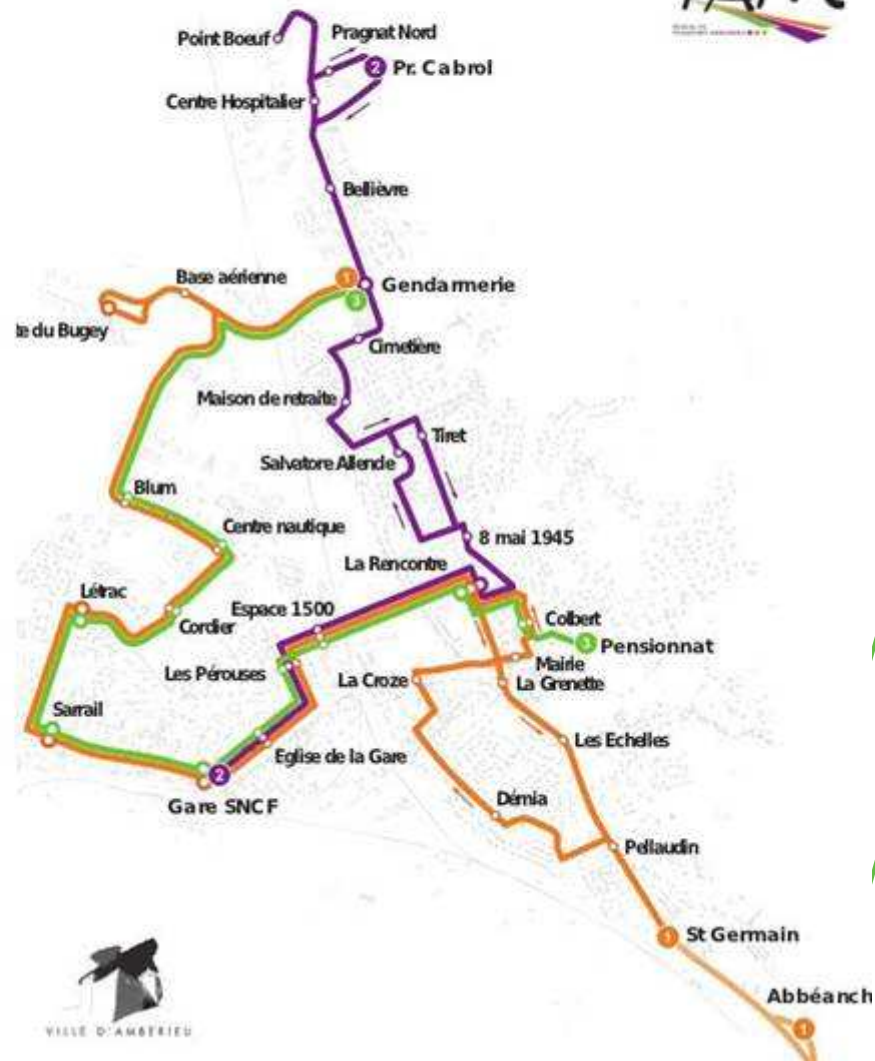 Point Boeuf
Pragnat Nord
2 Pr. Cabrol
Centre Hospitalier
Bellièvre
Base aérienne
1
Gendarmerie
3
te du Bugey
Cimetière
Maison de retraite
Tiret
Salvatore Allende
Blum
Centre nautique
8 mai 1945
La Rencontre
Létrac
Cordier
Espace 1500
Colbert
3 Pensionnat
Les Pérouses
La Croze
Mairie
La Grenette
Sarrail
Les Echelles
Eglise de la Gare
2
Gare SNCF
Démia
Pellaudin
1 St Germain
Abbéanch
1
VILLE D'AMBERIEU